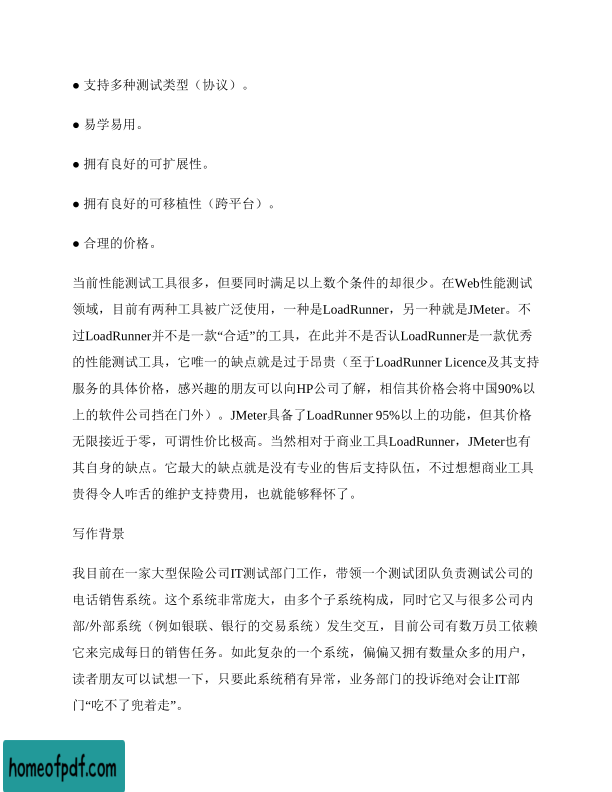 ● 支持多种测试类型（协议）。
● 易学易用。
● 拥有良好的可扩展性。
● 拥有良好的可移植性（跨平台）。
● 合理的价格。
当前性能测试工具很多，但要同时满足以上数个条件的却很少。在Web性能测试
领域，目前有两种工具被广泛使用，一种是LoadRunner，另一种就是JMeter。不
过LoadRunner并不是一款“合适”的工具，在此并不是否认LoadRunner是一款优秀
的性能测试工具，它唯一的缺点就是过于昂贵（至于LoadRunner Licence及其支持
服务的具体价格，感兴趣的朋友可以向HP公司了解，相信其价格会将中国90%以
上的软件公司挡在门外）。JMeter具备了LoadRunner 95%以上的功能，但其价格
无限接近于零，可谓性价比极高。当然相对于商业工具LoadRunner，JMeter也有
其自身的缺点。它最大的缺点就是没有专业的售后支持队伍，不过想想商业工具
贵得令人咋舌的维护支持费用，也就能够释怀了。
写作背景
我目前在一家大型保险公司IT测试部门工作，带领一个测试团队负责测试公司的
电话销售系统。这个系统非常庞大，由多个子系统构成，同时它又与很多公司内
部/外部系统（例如银联、银行的交易系统）发生交互，目前公司有数万员工依赖
它来完成每日的销售任务。如此复杂的一个系统，偏偏又拥有数量众多的用户，
读者朋友可以试想一下，只要此系统稍有异常，业务部门的投诉绝对会让IT部
门“吃不了兜着走”。
homeofpdf.com